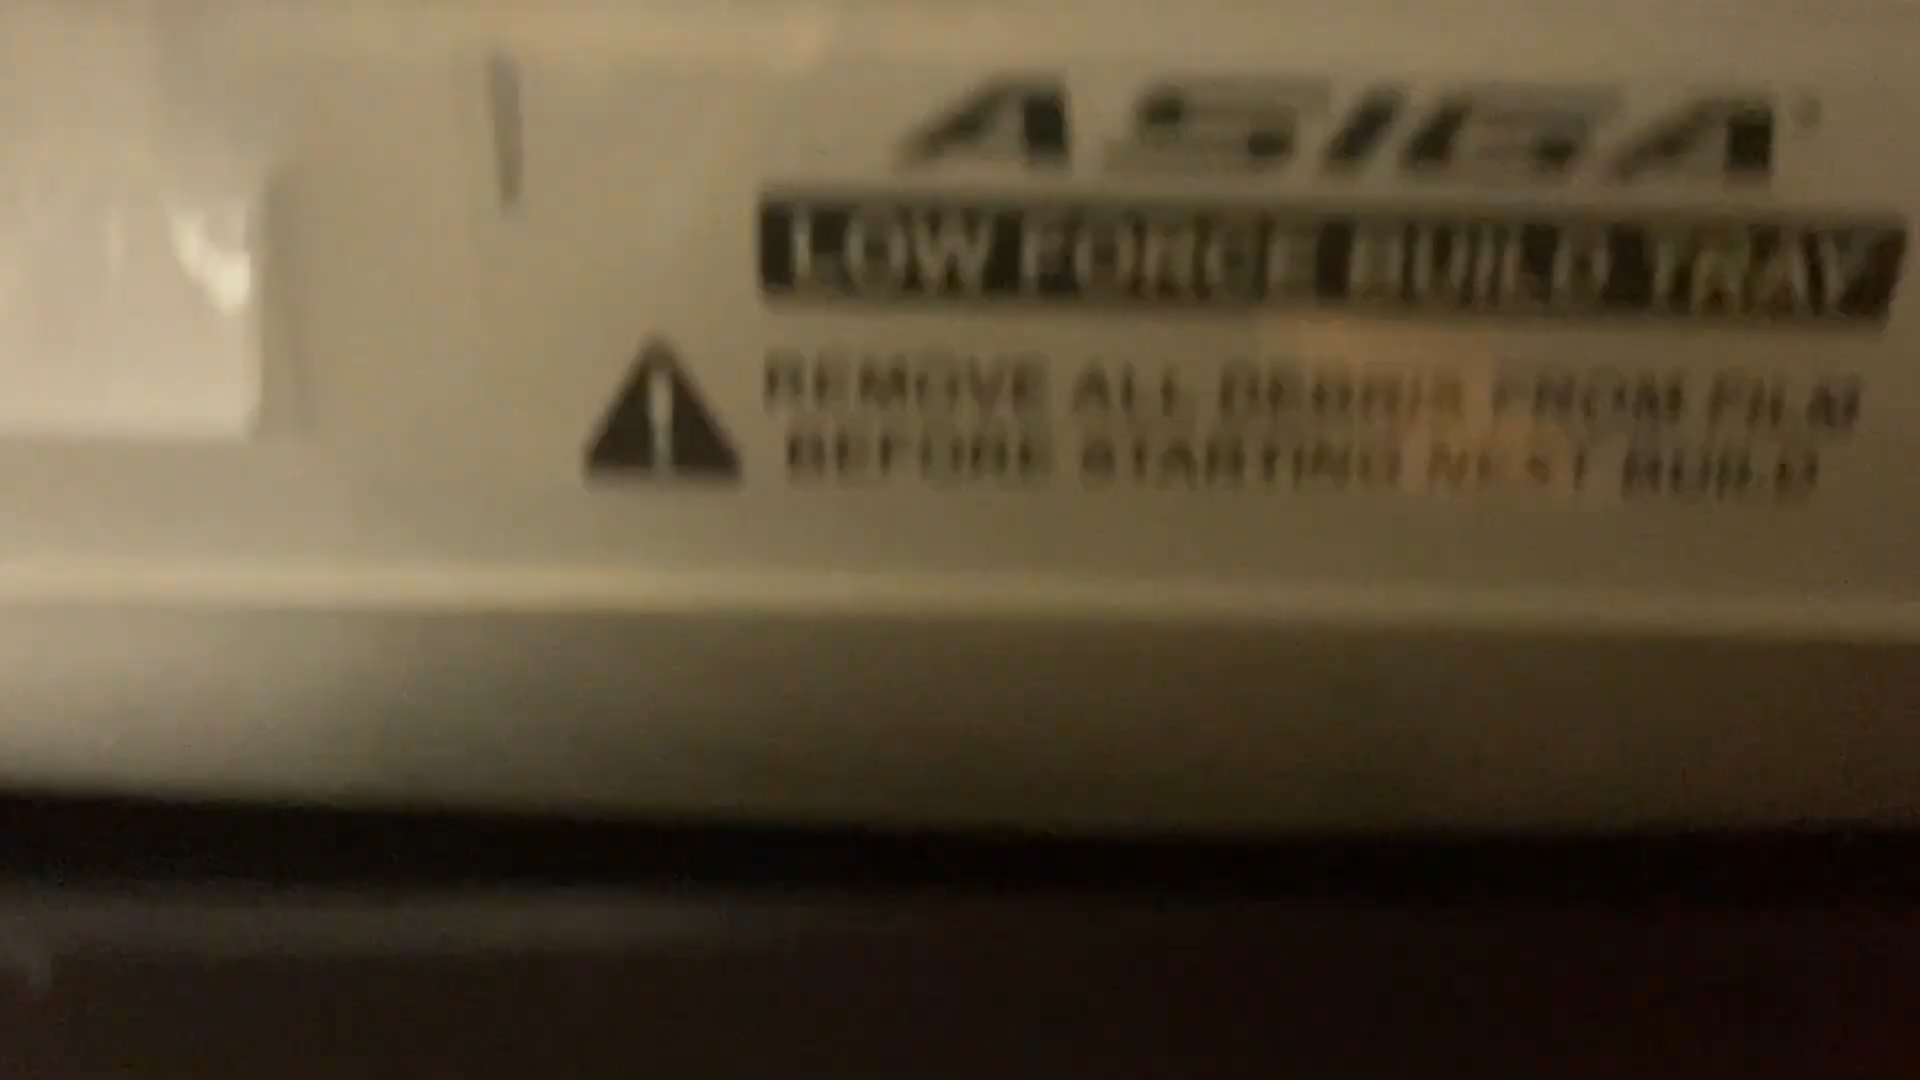 ASIGA
LOW FORCE BUILD TRAY
REMOVE ALL DEBRIS FROM FILM
BEFORE STARTING NEXT BUILD